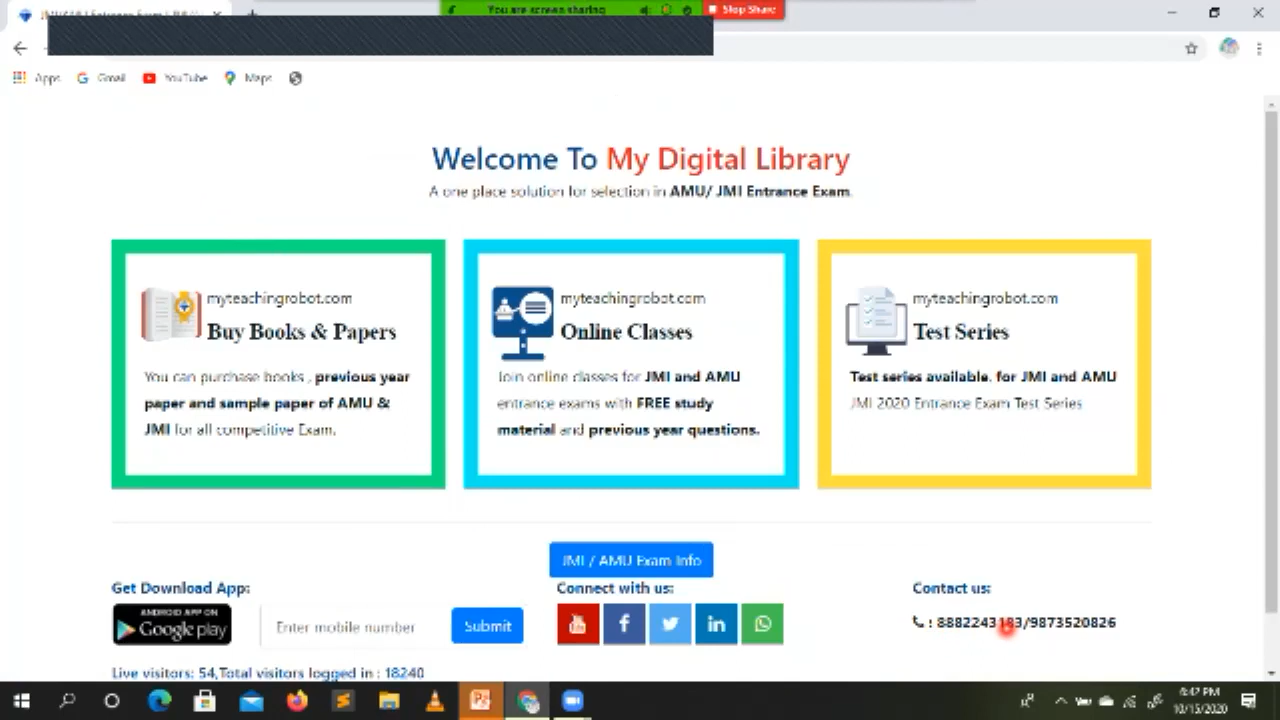 You are screen sharing
Stop Share
Apps Gmail YouTube Maps
Welcome To My Digital Library
A one place solution for selection in AMU/ JMI Entrance Exam.
myteachingrobot.com
Buy Books & Papers
You can purchase books , previous year
paper and sample paper of AMU &
JMI for all competitive Exam.
myteachingrobot.com
Online Classes
Join online classes for JMI and AMU
entrance exams with FREE study
material and previous year questions.
myteachingrobot.com
Test Series
Test series available. for JMI and AMU
JMI 2020 Entrance Exam Test Series
JMI / AMU Exam Info
Get Download App:
ANDROID APP ON
Google play
Enter mobile number
Submit
Connect with us:
Contact us:
: 8882243183/9873520826
Live visitors: 54,Total visitors logged in : 18240
6:47 PM
10/15/2020